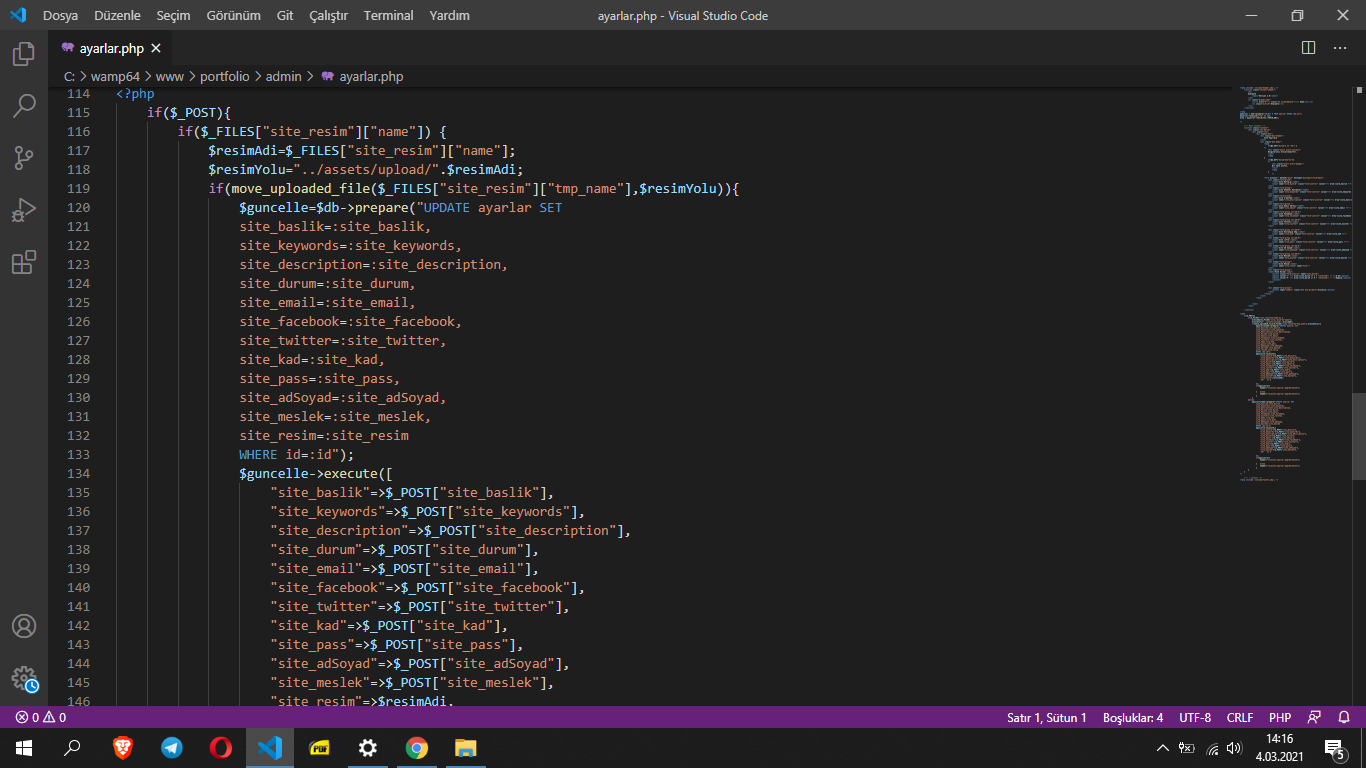 Dosya Düzenle Seçim Görünüm Git Çalıştır Terminal Yardım ayarlar.php - Visual Studio Code
ayarlar.php
C: > wamp64 > www > portfolio > admin > ayarlar.php
114 <?php
115 if($_POST){
116 if($_FILES["site_resim"]["name"]) {
117 $resimAdi=$_FILES["site_resim"]["name"];
118 $resimYolu="../assets/upload/".$resimAdi;
119 if(move_uploaded_file($_FILES["site_resim"]["tmp_name"],$resimYolu)){
120 $guncelle=$db->prepare("UPDATE ayarlar SET
121 site_baslik=:site_baslik,
122 site_keywords=:site_keywords,
123 site_description=:site_description,
124 site_durum=:site_durum,
125 site_email=:site_email,
126 site_facebook=:site_facebook,
127 site_twitter=:site_twitter,
128 site_kad=:site_kad,
129 site_pass=:site_pass,
130 site_adSoyad=:site_adSoyad,
131 site_meslek=:site_meslek,
132 site_resim=:site_resim
133 WHERE id=:id");
134 $guncelle->execute([
135 "site_baslik"=>$_POST["site_baslik"],
136 "site_keywords"=>$_POST["site_keywords"],
137 "site_description"=>$_POST["site_description"],
138 "site_durum"=>$_POST["site_durum"],
139 "site_email"=>$_POST["site_email"],
140 "site_facebook"=>$_POST["site_facebook"],
141 "site_twitter"=>$_POST["site_twitter"],
142 "site_kad"=>$_POST["site_kad"],
143 "site_pass"=>$_POST["site_pass"],
144 "site_adSoyad"=>$_POST["site_adSoyad"],
145 "site_meslek"=>$_POST["site_meslek"],
146 "site_resim"=>$resimAdi,
0 0 Satır 1, Sütun 1 Boşluklar: 4 UTF-8 CRLF PHP
PDF
14:16
4.03.2021
5